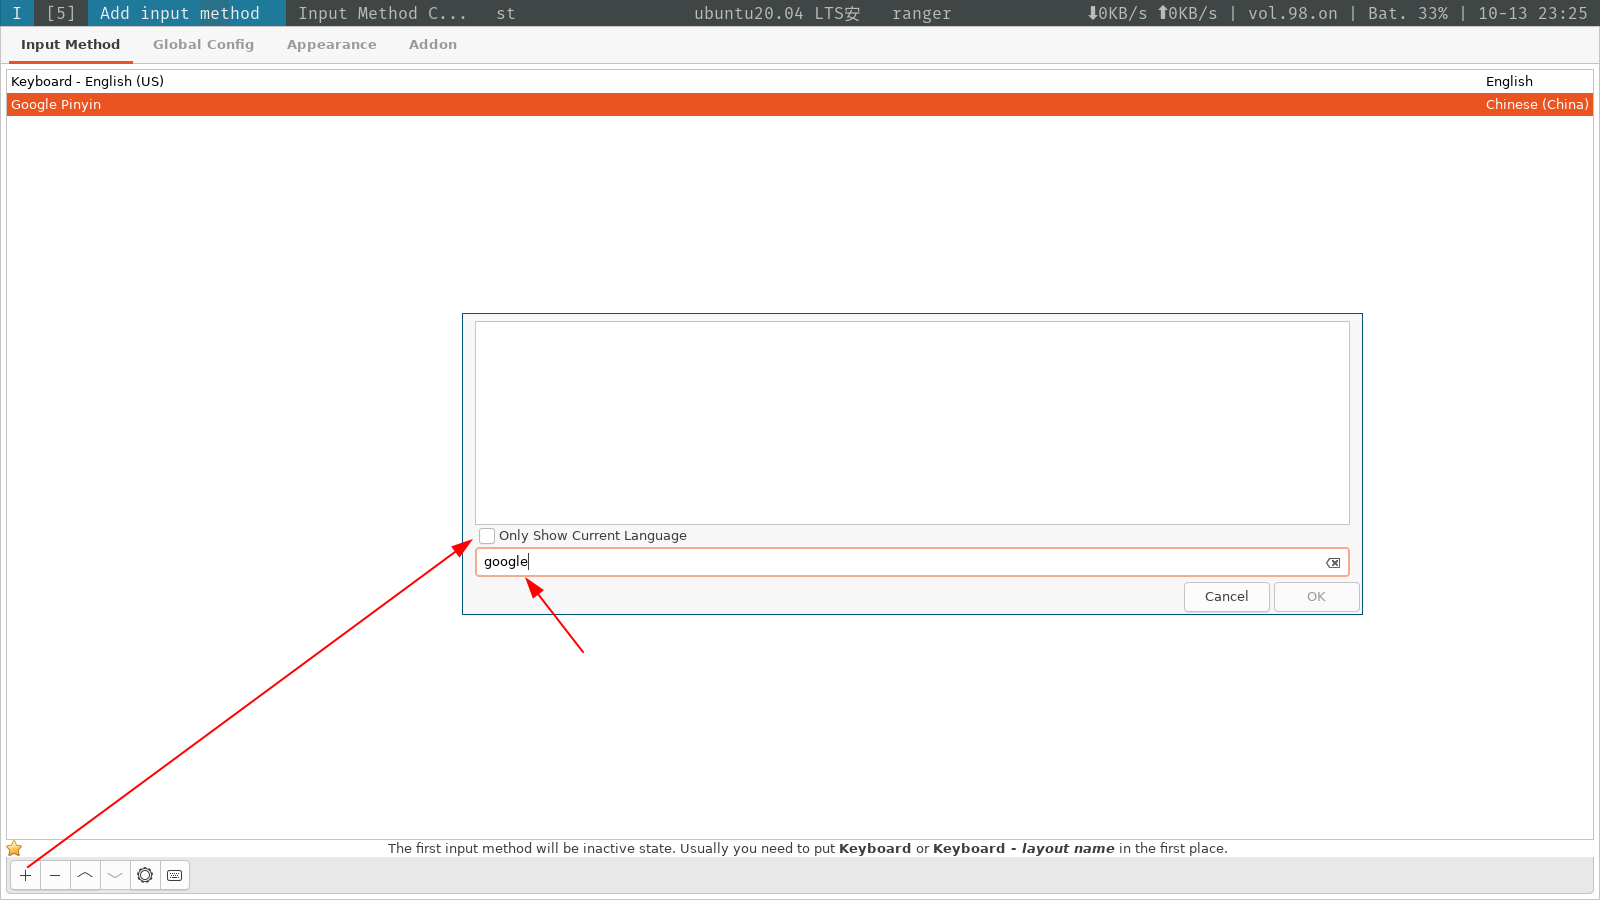 I [5] Add input method Input Method C... st ubuntu20.04 LTS安 ranger ⬇0KB/s ⬆0KB/s | vol.98.on | Bat. 33% | 10-13 23:25
Input Method Global Config Appearance Addon
Keyboard - English (US) English
Google Pinyin Chinese (China)
Only Show Current Language
google
Cancel OK
The first input method will be inactive state. Usually you need to put Keyboard or Keyboard - layout name in the first place.